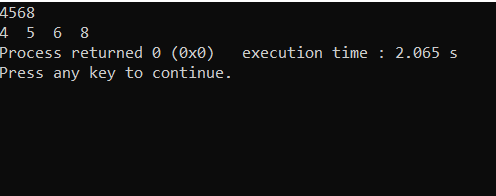 4568
4  5  6  8
Process returned 0 (0x0)   execution time : 2.065 s
Press any key to continue.